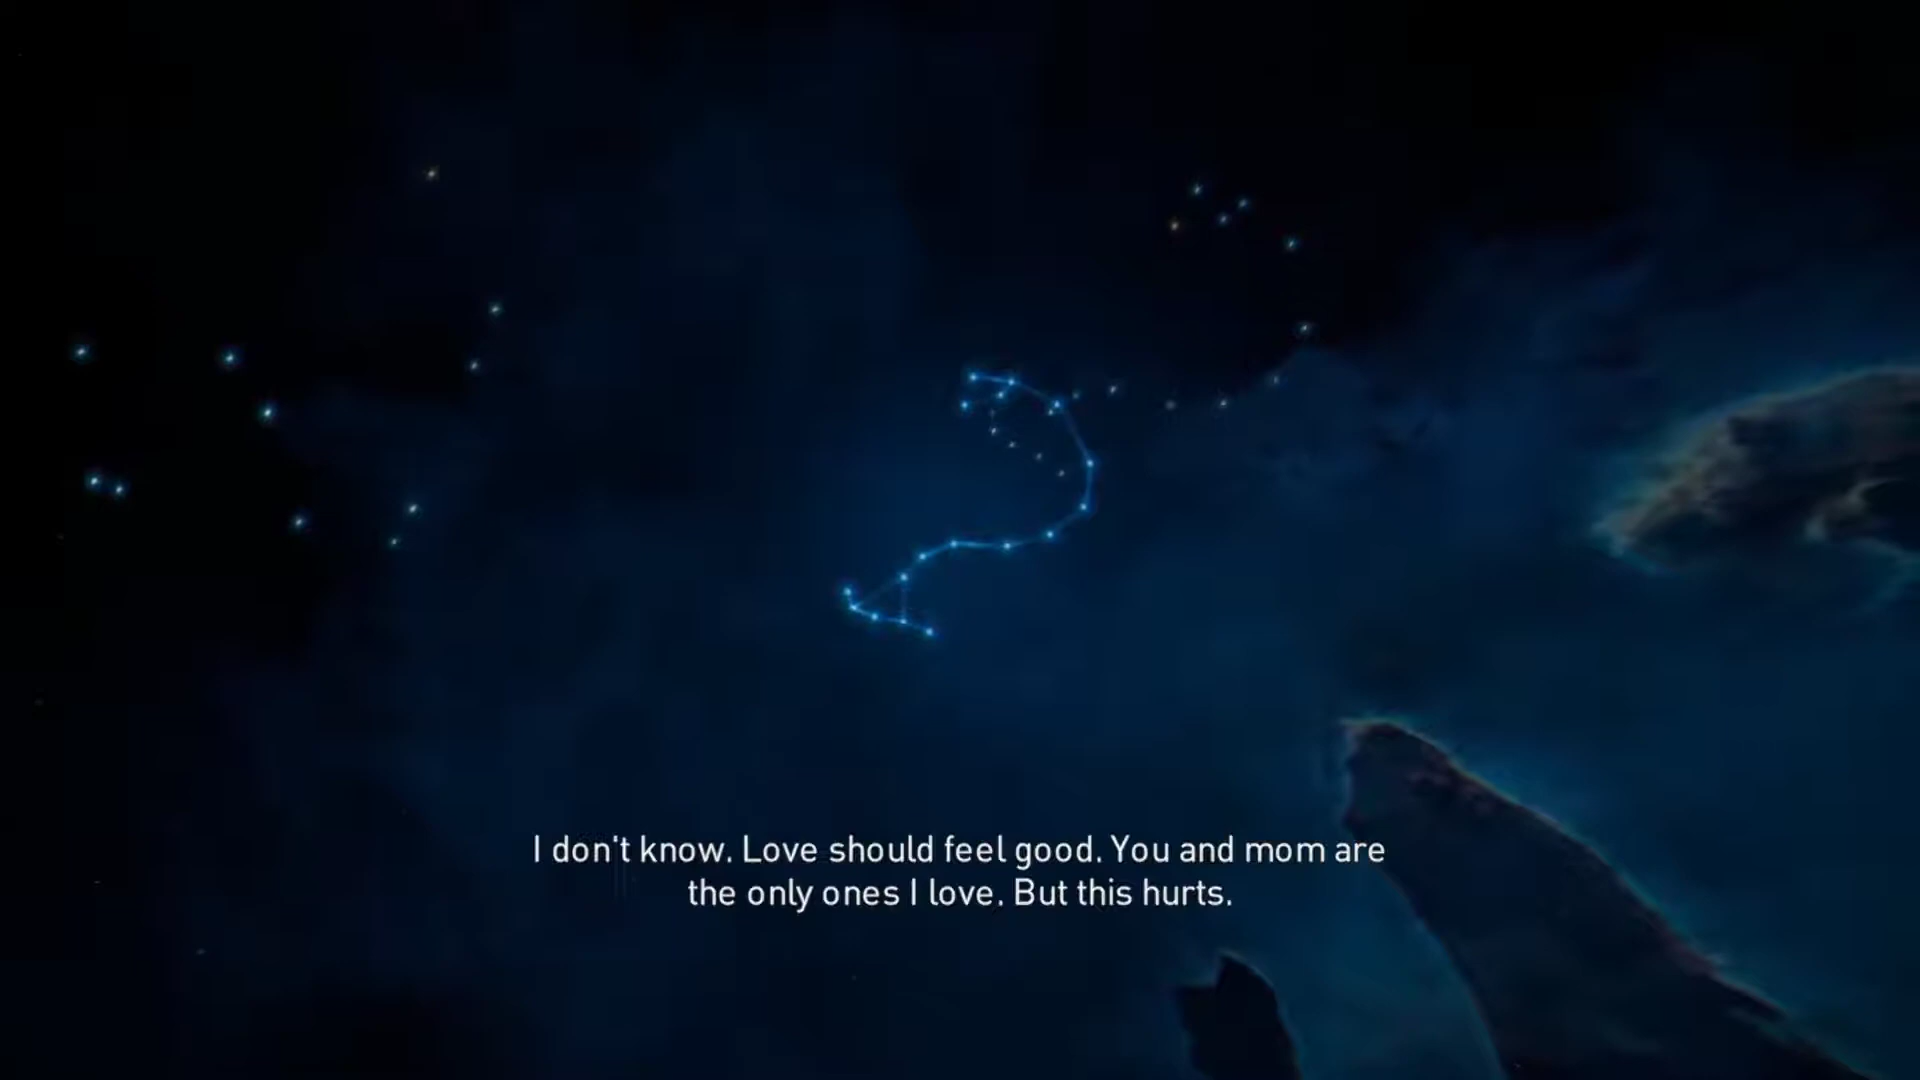 I don't know. Love should feel good. You and mom are
the only ones I love. But this hurts.